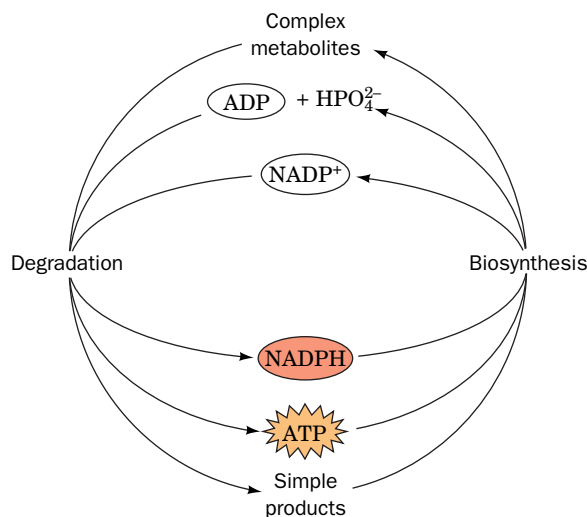 Complex
metabolites
ADP + HPO₄²⁻
NADP⁺
Degradation Biosynthesis
NADPH
ATP
Simple
products